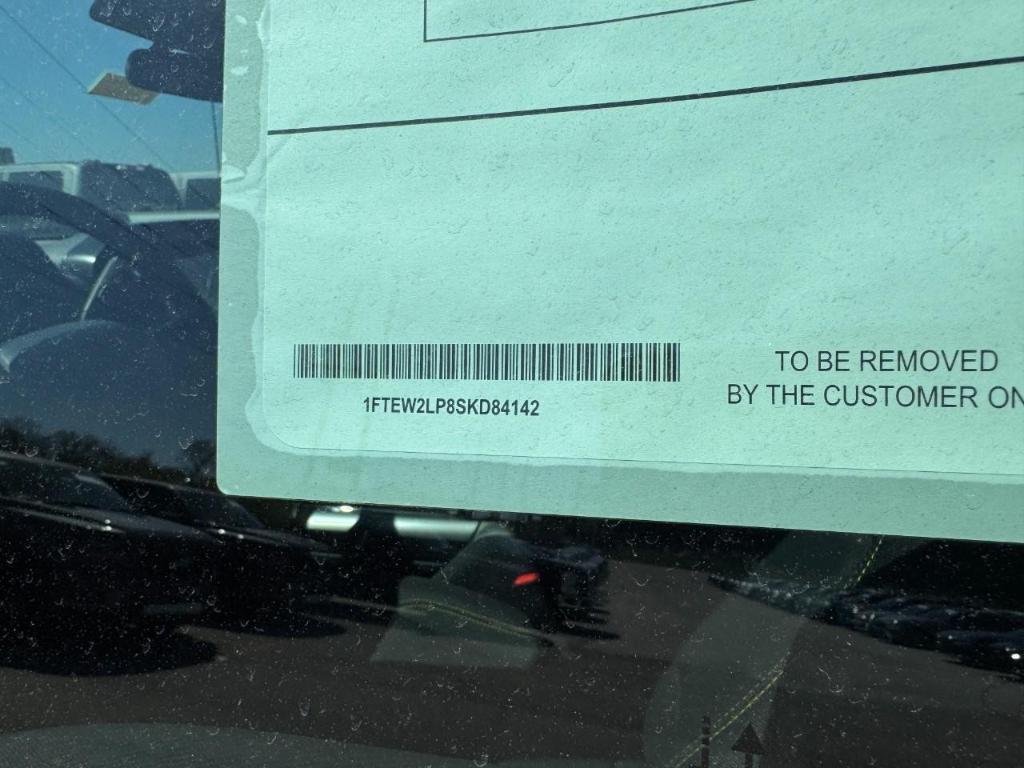 1FTEW2LP8SKD84142
TO BE REMOVED
BY THE CUSTOMER ON